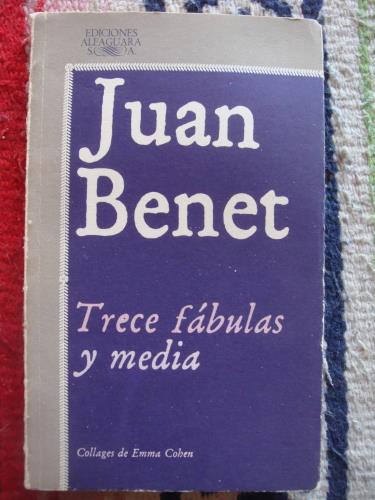 EDICIONES
ALFAGUARA
S.A.
Juan
Benet
Trece fábulas
y media
Collages de Emma Cohen